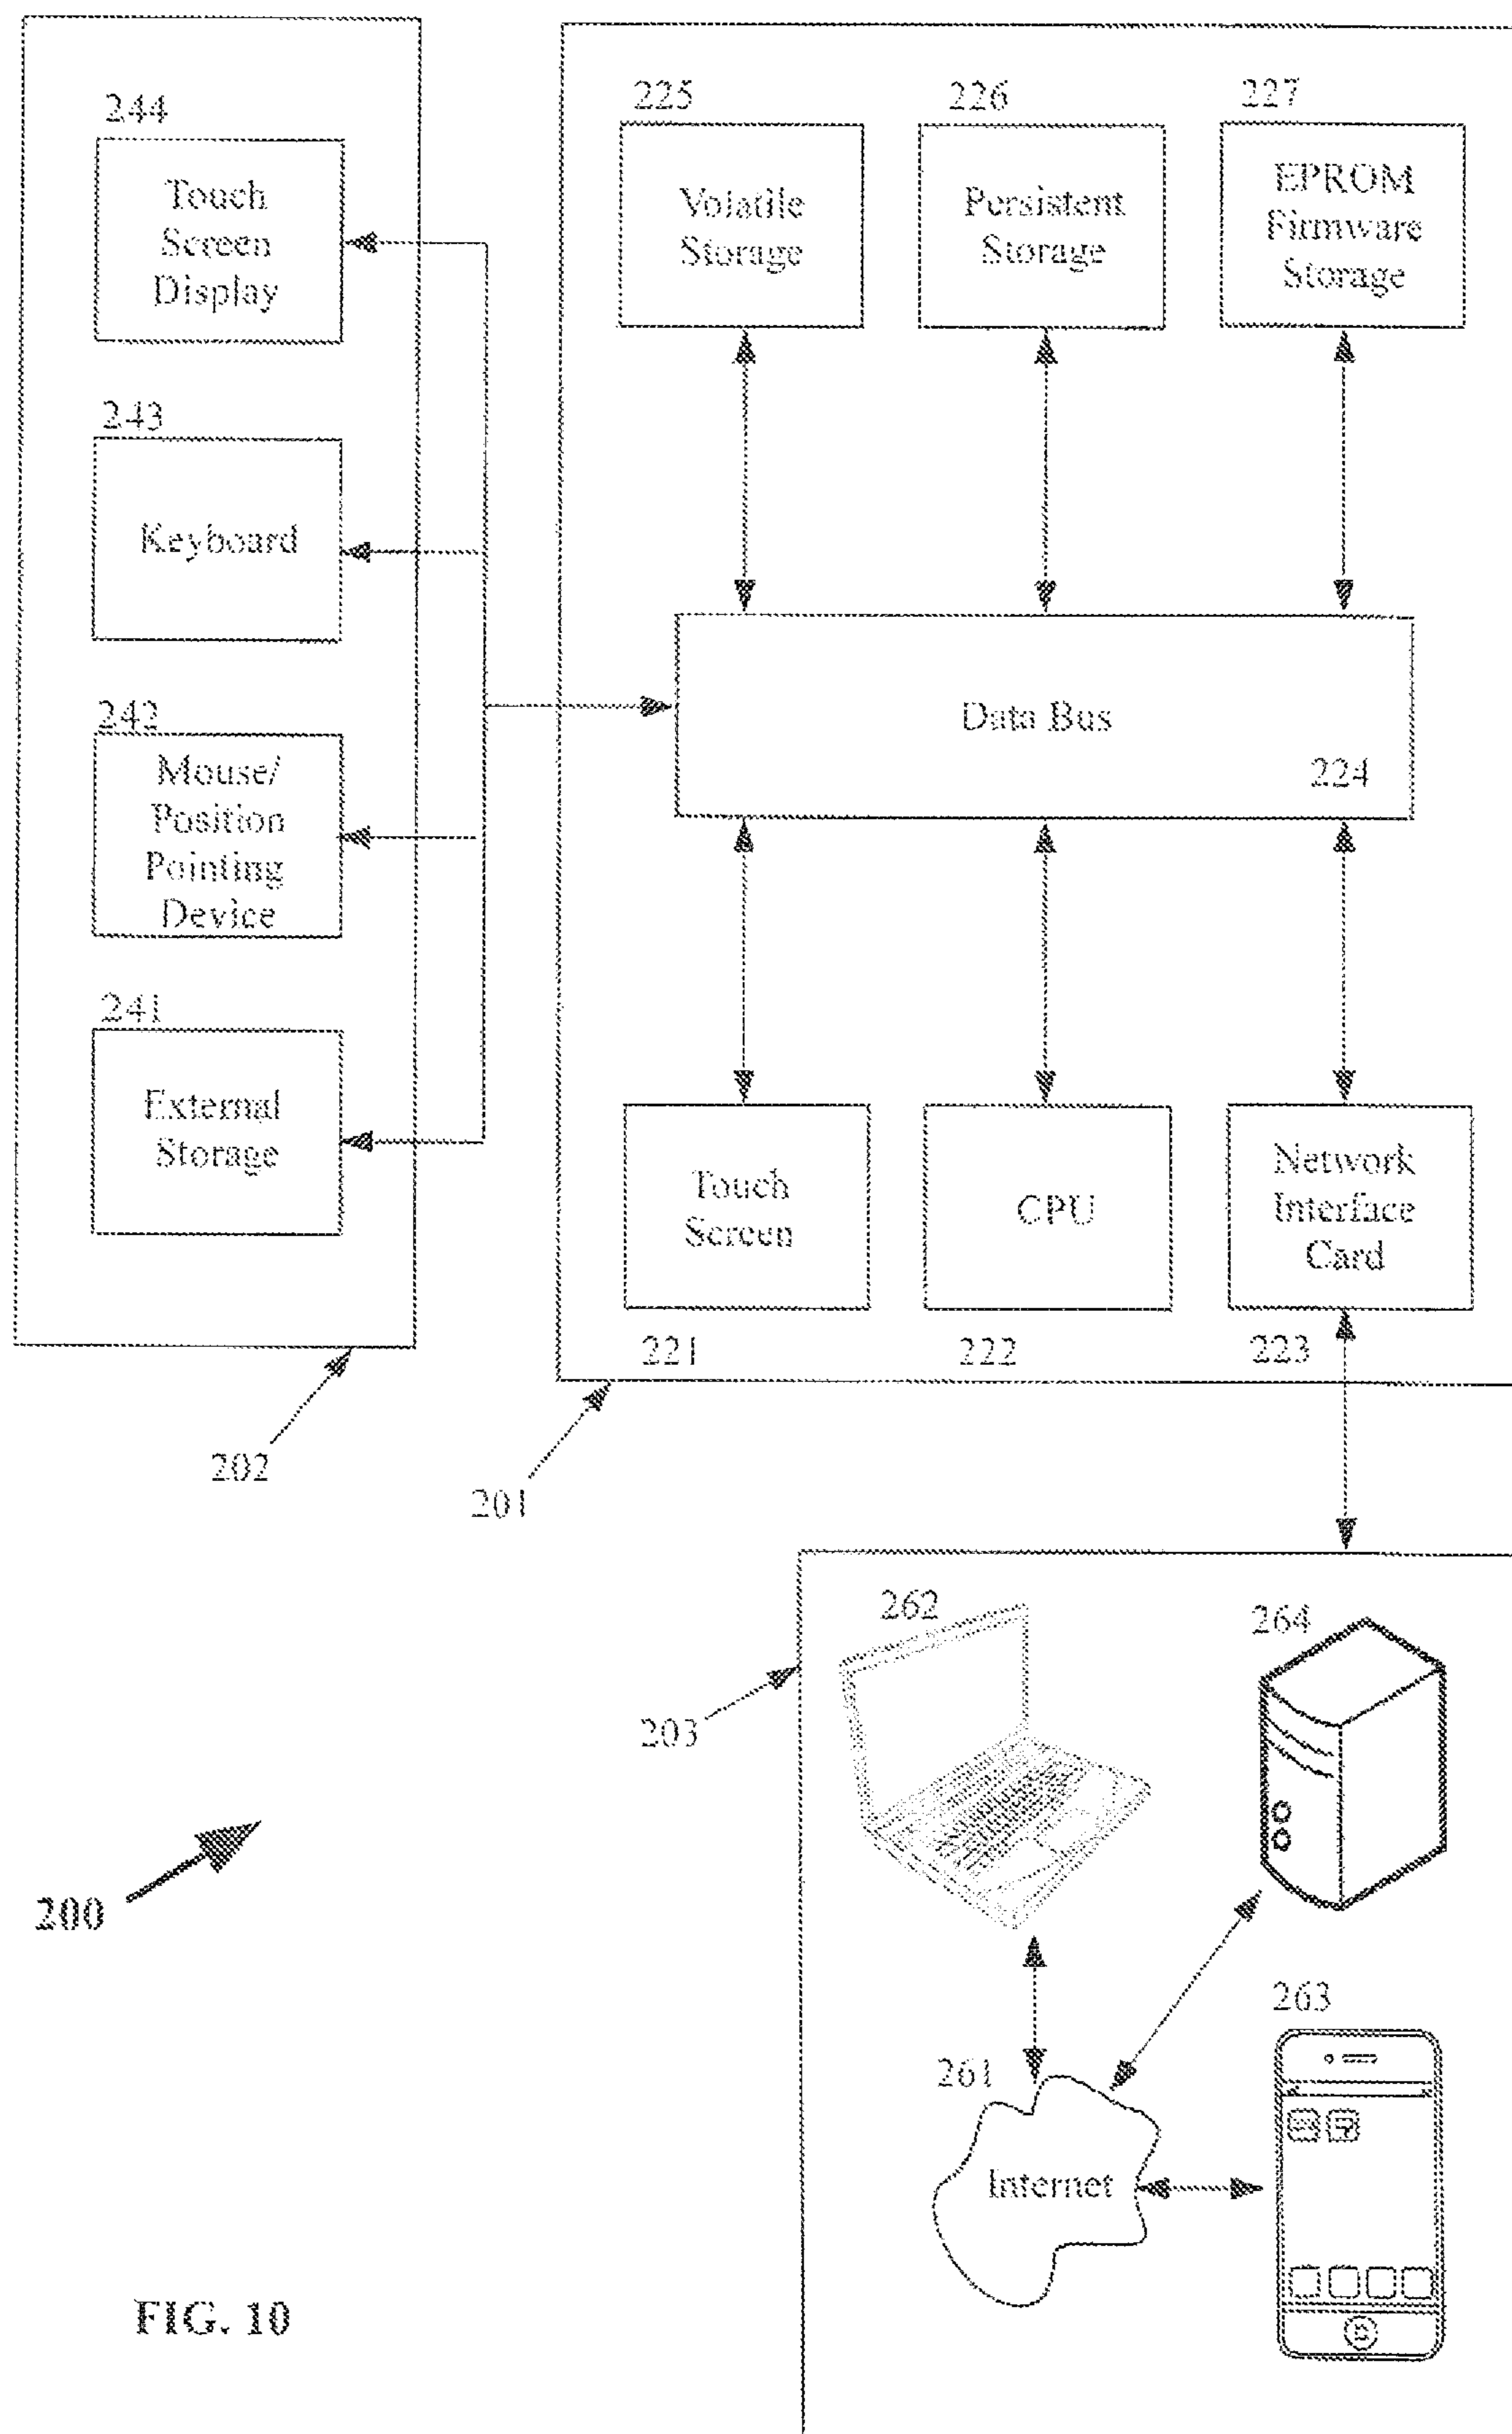 244
Touch
Screen
Display
243
Keyboard
242
Mouse/
Position
Pointing
Device
241
External
Storage
202
225
Volatile
Storage
226
Persistent
Storage
227
EPROM
Firmware
Storage
Data Bus
224
Touch
Screen
221
CPU
222
Network
Interface
Card
223
201
203
262
264
261
Internet
263
200
FIG. 10